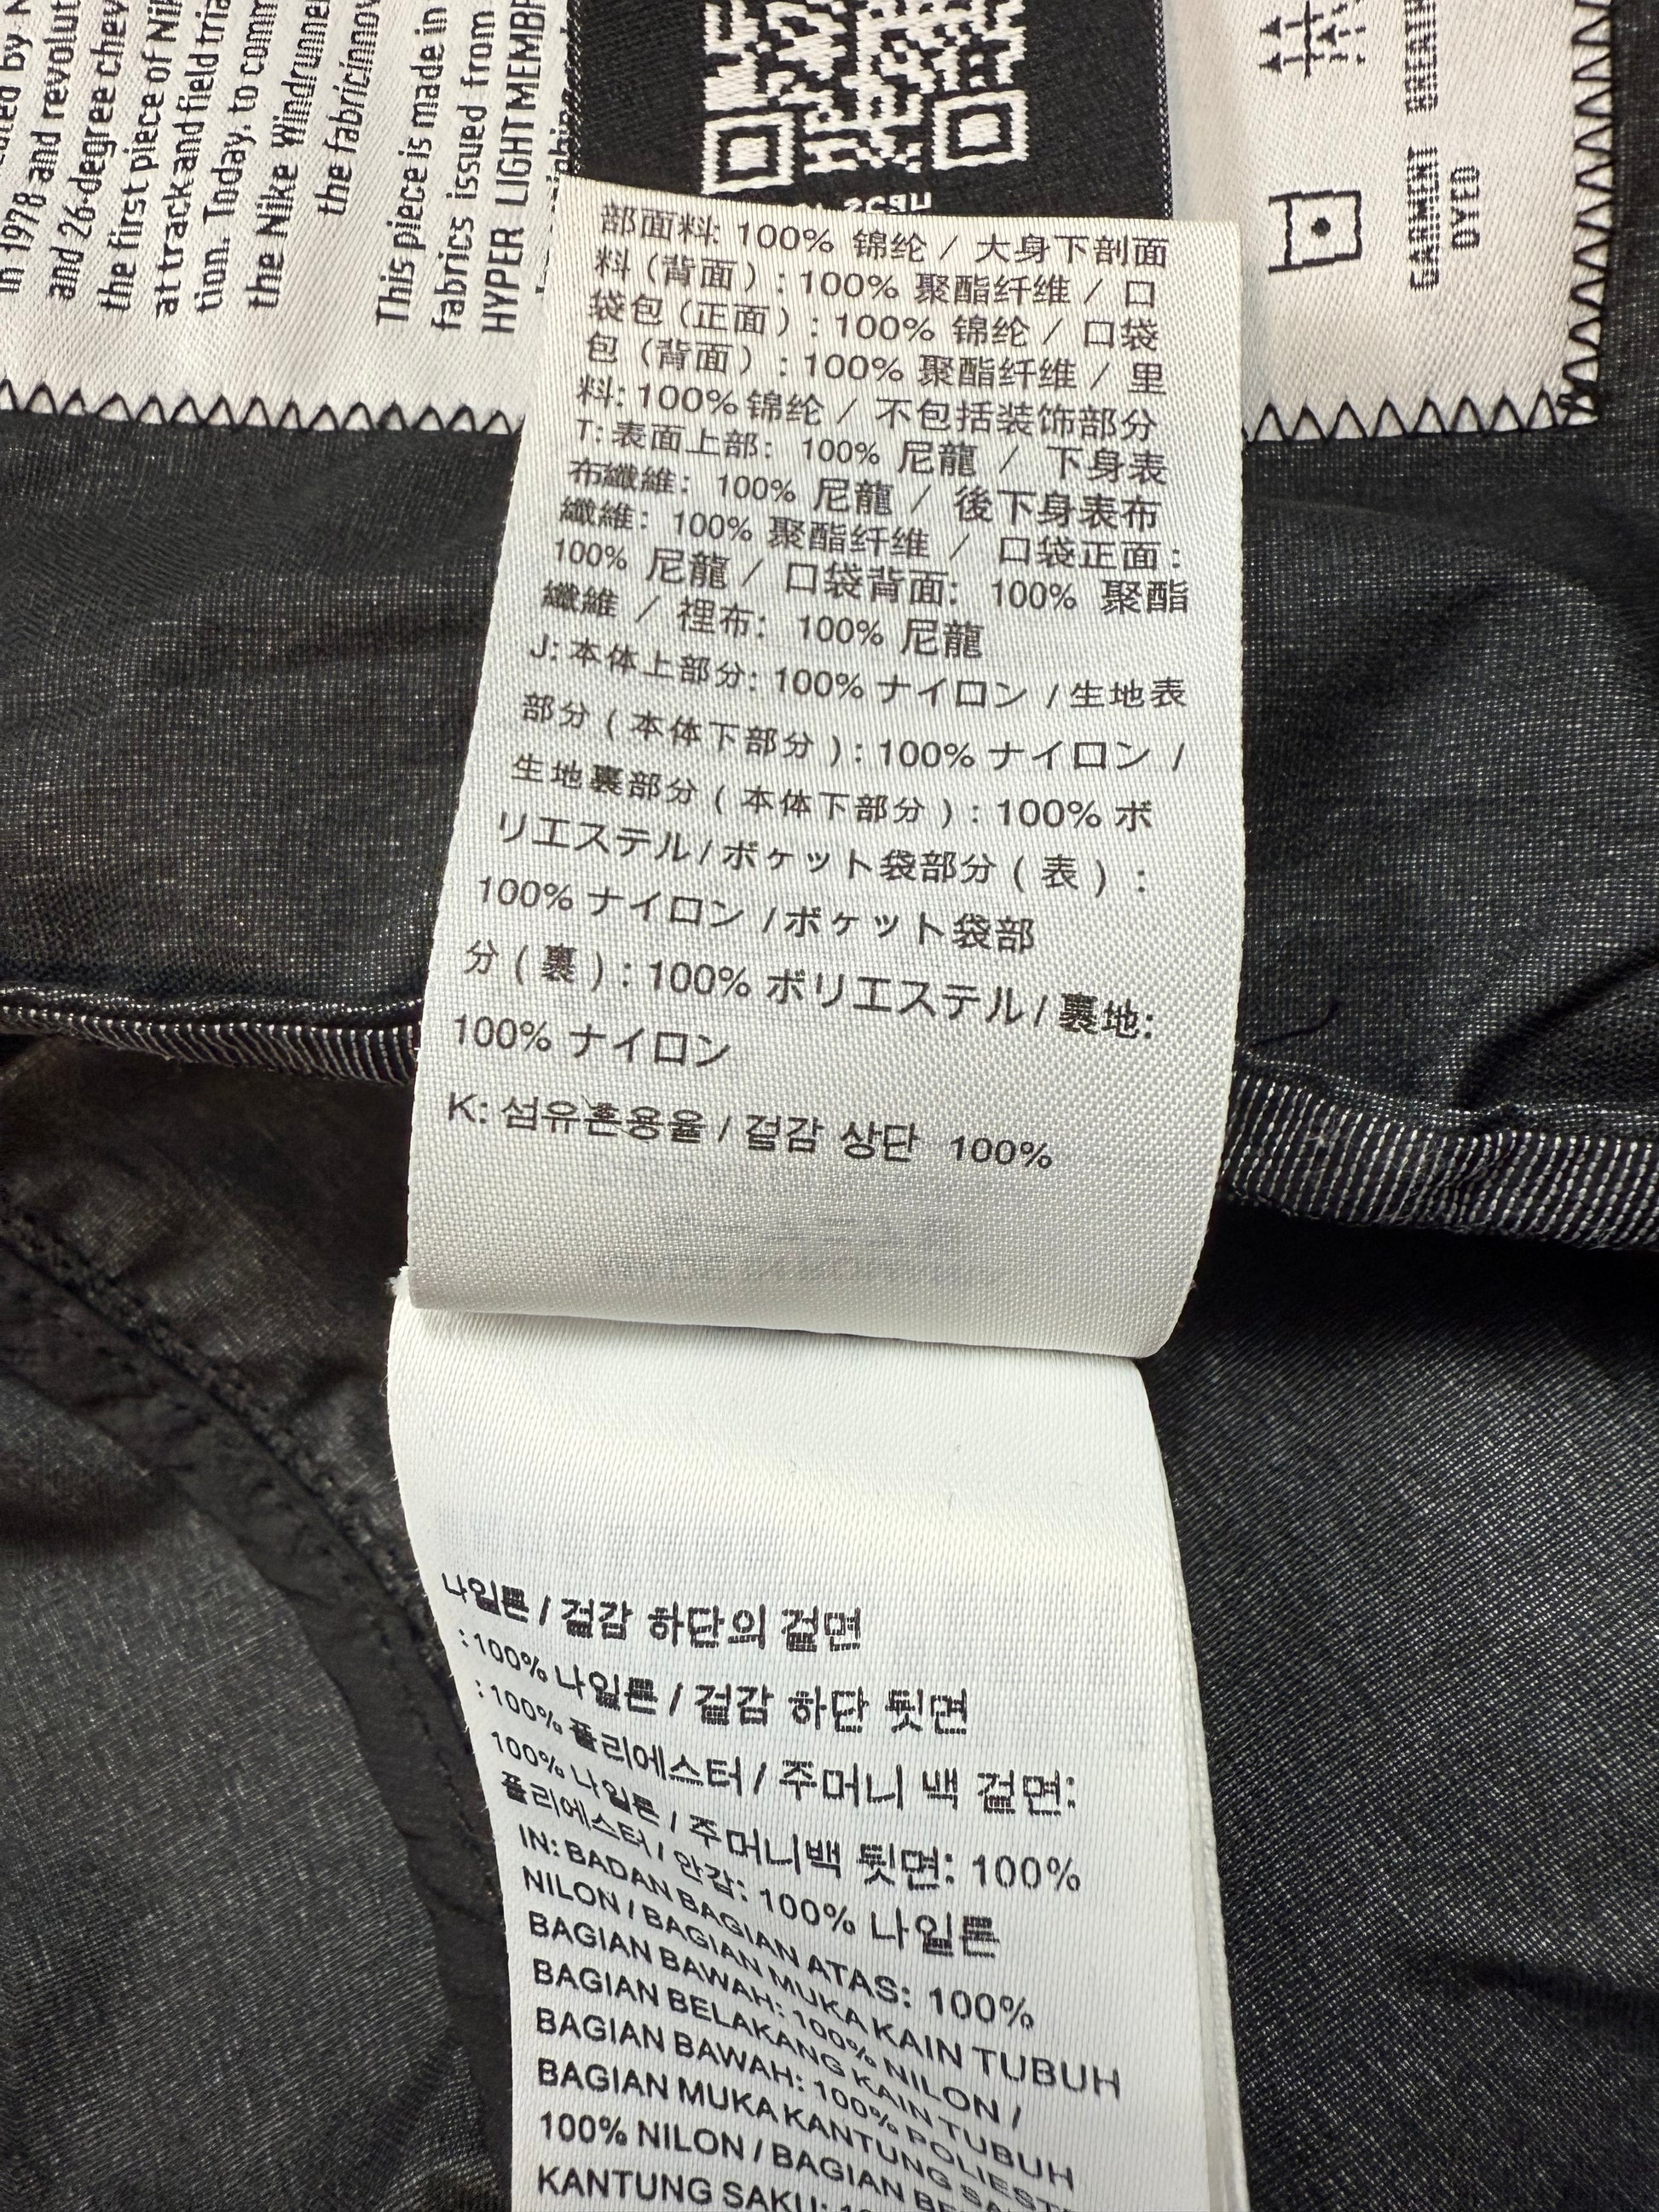 in 1978 and revolut
and 26-degree chev
the first piece of Nik
at track and field tria
tion. Today, to comm
the Nike Windrunner
the fabric innov
This piece is made in
fabrics issued from
HYPER LIGHT MEMBR
GARMENT
DYED
部面料: 100% 锦纶 / 大身下剖面
料 (背面) : 100% 聚酯纤维 / 口
袋包 (正面) : 100% 锦纶 / 口袋
包 (背面) : 100% 聚酯纤维 / 里
料: 100% 锦纶 / 不包括装饰部分
T: 表面上部: 100% 尼龍 / 下身表
布纖維: 100% 尼龍 / 後下身表布
纖維: 100% 聚酯纤维 / 口袋正面:
100% 尼龍 / 口袋背面: 100% 聚酯
纖維 / 裡布: 100% 尼龍
J: 本体上部分: 100% ナイロン / 生地表
部分 ( 本体下部分 ) : 100% ナイロン /
生地裏部分 ( 本体下部分 ) : 100% ポ
リエステル / ポケット袋部分 ( 表 ) :
100% ナイロン / ポケット袋部
分 ( 裏 ) : 100% ポリエステル / 裏地:
100% ナイロン
K: 섬유혼용율 / 겉감 상단 100%
나일론 / 겉감 하단의 겉면
: 100% 나일론 / 겉감 하단 뒷면
: 100% 폴리에스터 / 주머니 백 겉면:
100% 나일론 / 주머니백 뒷면: 100%
폴리에스터 / 안감: 100% 나일론
IN: BADAN BAGIAN ATAS: 100%
NILON / BAGIAN MUKA KAIN TUBUH
BAGIAN BAWAH: 100% NILON /
BAGIAN BELAKANG KAIN TUBUH
BAGIAN BAWAH: 100% POLIEST
BAGIAN MUKA KANTUNG SA
100% NILON / BAGIAN BE
KANTUNG SAKU: 1